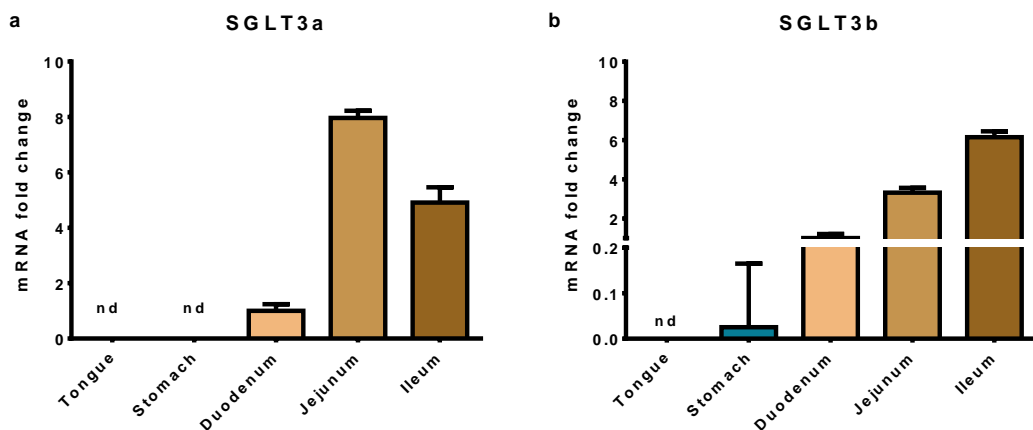 a
SGLT3a
mRNA fold change
10
8
6
4
2
0
nd
nd
Tongue
Stomach
Duodenum
Jejunum
Ileum
b
SGLT3b
mRNA fold change
10
8
6
4
2
0.2
0.1
0.0
nd
Tongue
Stomach
Duodenum
Jejunum
Ileum